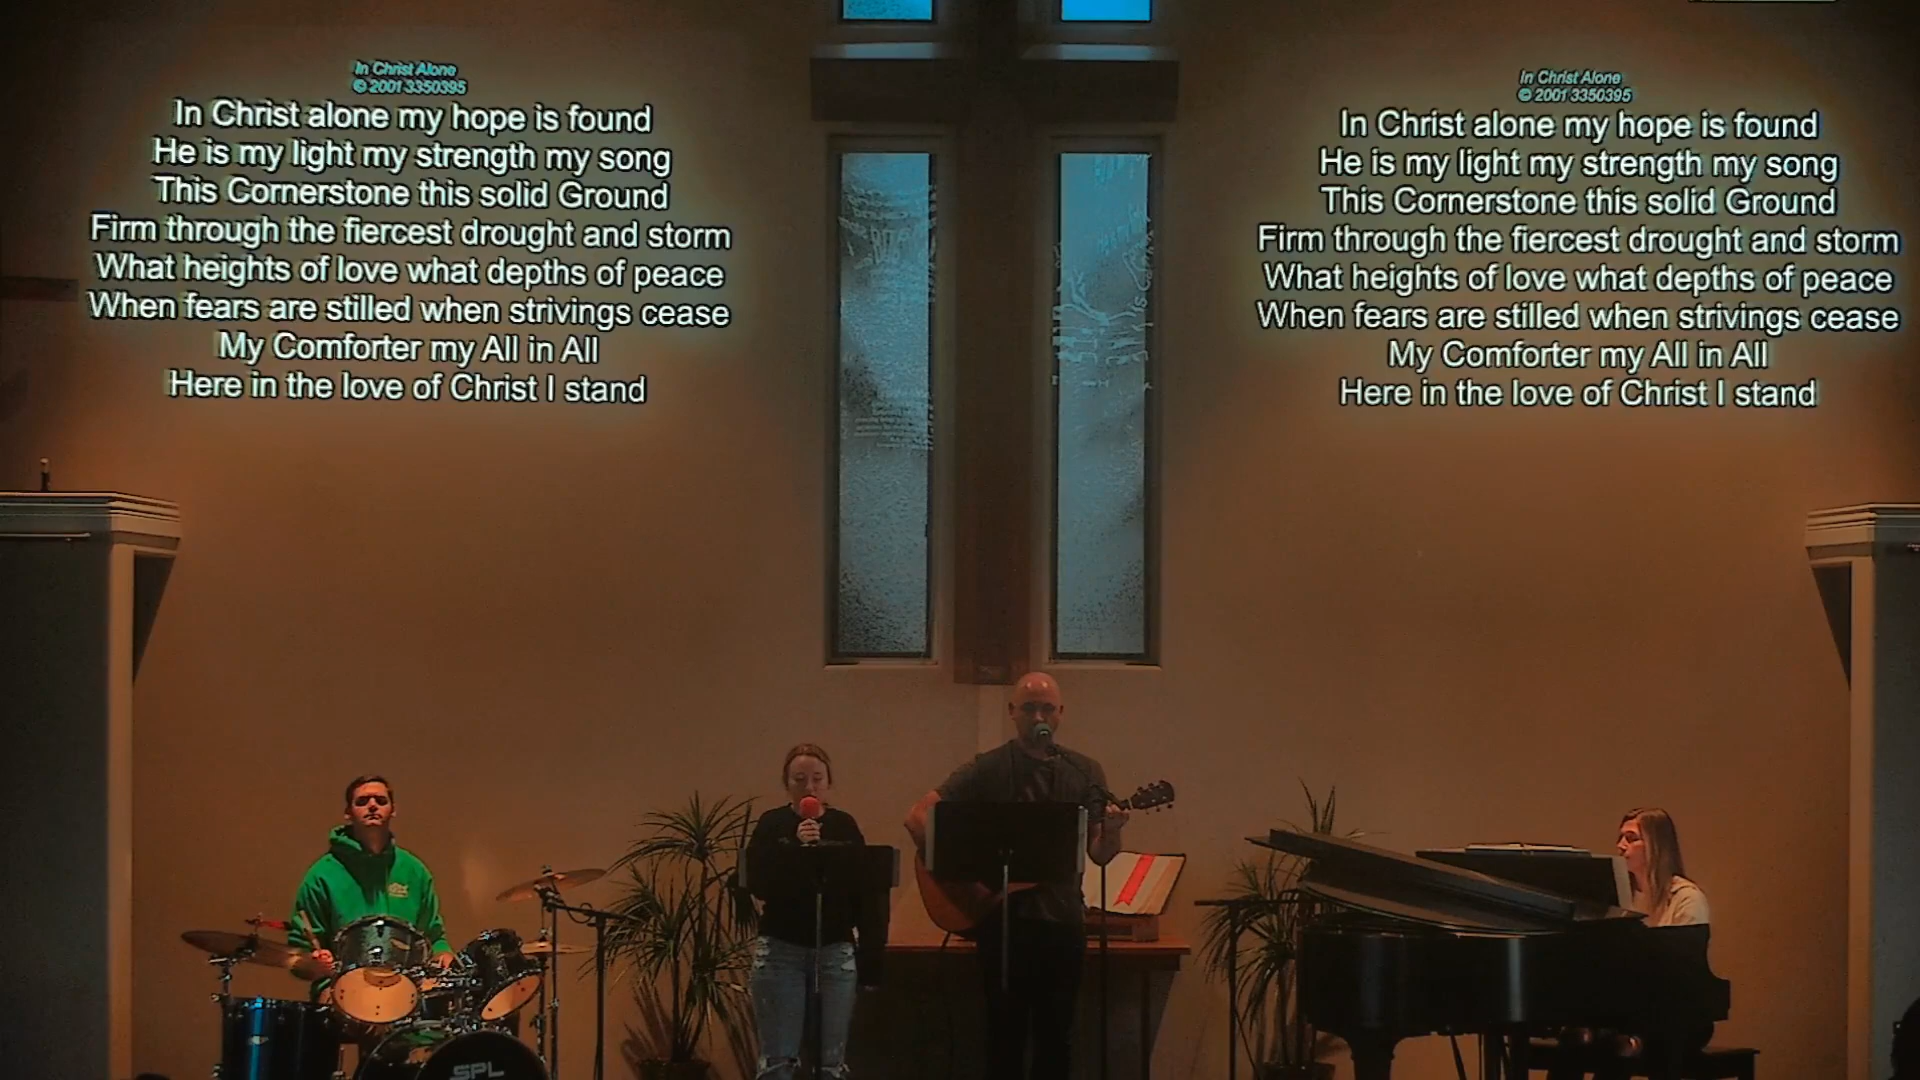 In Christ Alone
© 2001 3350395
In Christ alone my hope is found
He is my light my strength my song
This Cornerstone this solid Ground
Firm through the fiercest drought and storm
What heights of love what depths of peace
When fears are stilled when strivings cease
My Comforter my All in All
Here in the love of Christ I stand
In Christ Alone
© 2001 3350395
In Christ alone my hope is found
He is my light my strength my song
This Cornerstone this solid Ground
Firm through the fiercest drought and storm
What heights of love what depths of peace
When fears are stilled when strivings cease
My Comforter my All in All
Here in the love of Christ I stand
SPL